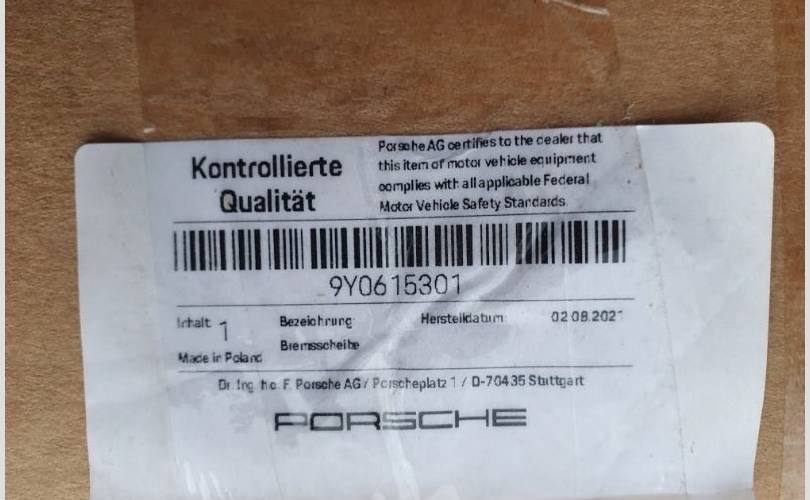 Kontrollierte
Qualität
Porsche AG certifies to the dealer that
this item of motor vehicle equipment
complies with all applicable Federal
Motor Vehicle Safety Standards.
9Y0615301
Inhalt 1 Bezeichnung Herstelldatum 02.08.2021
Bremsscheibe
Made in Poland
Dr. Ing. h.c. F. Porsche AG / Porscheplatz 1 / D-70435 Stuttgart
PORSCHE